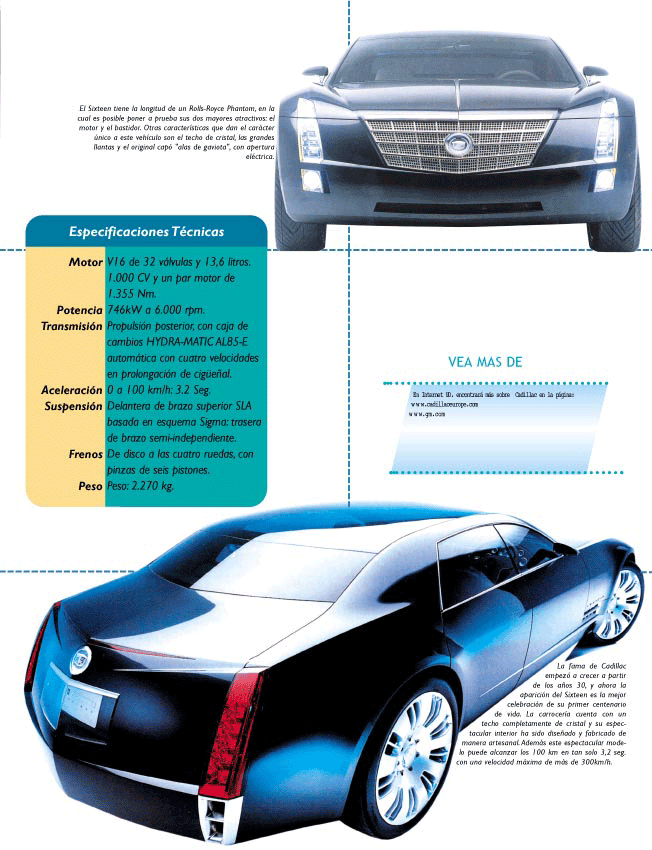 El Sixteen tiene la longitud de un Rolls-Royce Phantom, en la
cual es posible poner a prueba sus dos mayores atractivos: el
motor y el bastidor. Otras características que dan el carácter
único a este vehículo son el techo de cristal, las grandes
llantas y el original capó "alas de gaviota", con apertura
eléctrica.
Especificaciones Técnicas
Motor V16 de 32 válvulas y 13,6 litros.
1.000 CV y un par motor de
1.355 Nm.
Potencia 746kW a 6.000 rpm.
Transmisión Propulsión posterior, con caja de
cambios HYDRA-MATIC AL85-E
automática con cuatro velocidades
en prolongación de cigüeñal.
Aceleración 0 a 100 km/h: 3.2 Seg.
Suspensión Delantera de brazo superior SLA
basada en esquema Sigma: trasera
de brazo semi-independiente.
Frenos De disco a las cuatro ruedas, con
pinzas de seis pistones.
Peso Peso: 2.270 kg.
VEA MAS DE
En Internet UD. encontrará más sobre Cadillac en la página:
www.cadillaceurope.com
www.gm.com
La fama de Cadillac
empezó a crecer a partir
de los años 30, y ahora la
aparición del Sixteen es la mejor
celebración de su primer centenario
de vida. La carrocería cuenta con un
techo completamente de cristal y su espec-
tacular interior ha sido diseñado y fabricado de
manera artesanal. Además este espectacular mode-
lo puede alcanzar los 100 km en tan solo 3,2 seg.
con una velocidad máxima de más de 300km/h.